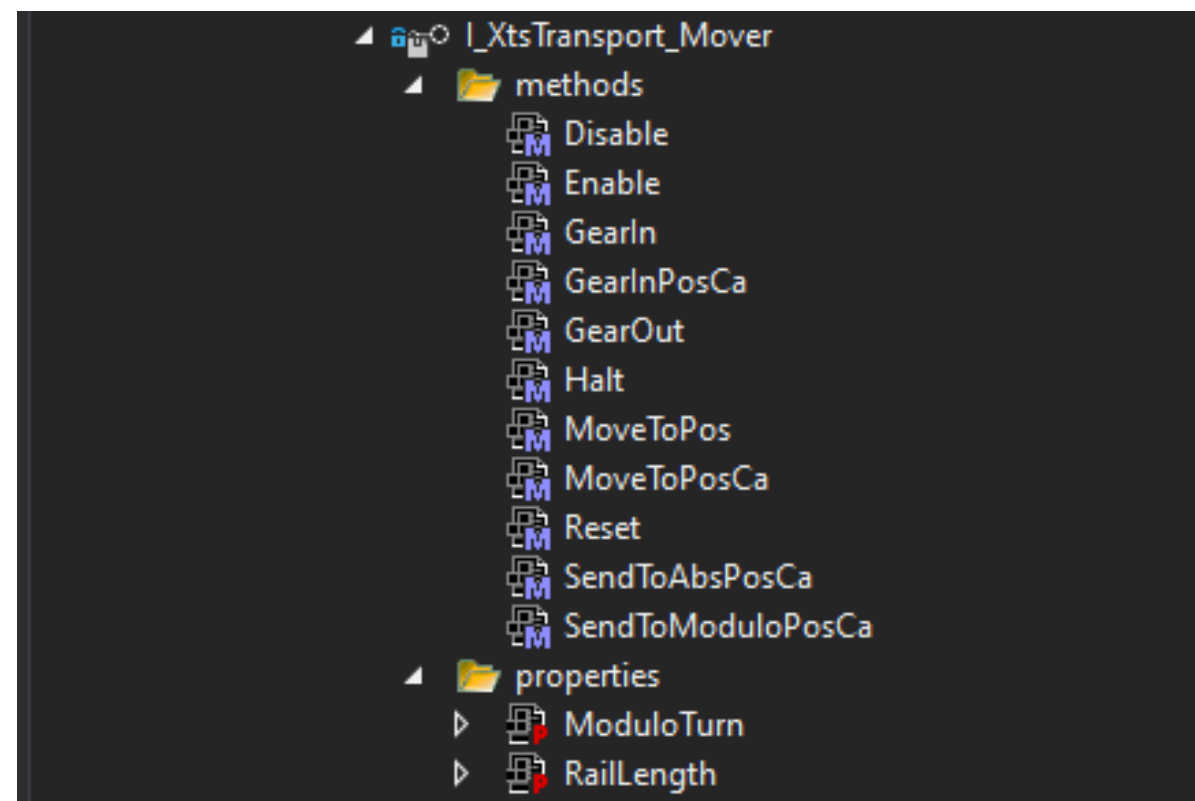 I_XtsTransport_Mover
methods
Disable
Enable
GearIn
GearInPosCa
GearOut
Halt
MoveToPos
MoveToPosCa
Reset
SendToAbsPosCa
SendToModuloPosCa
properties
ModuloTurn
RailLength